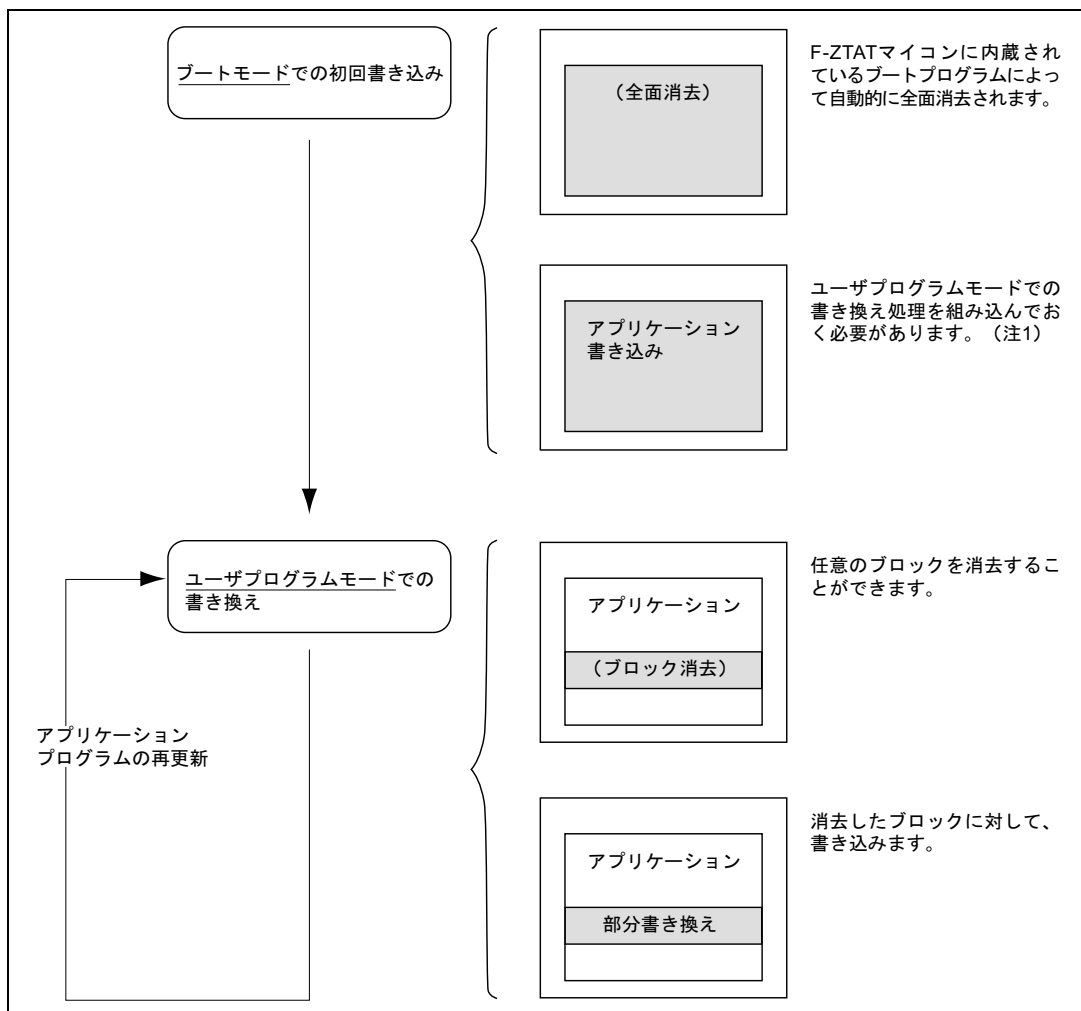 ブートモードでの初回書き込み
（全面消去）
F-ZTATマイコンに内蔵され
ているブートプログラムによっ
て自動的に全面消去されます。
アプリケーション
書き込み
ユーザプログラムモードでの
書き換え処理を組み込んでお
く必要があります。（注1）
ユーザプログラムモードでの
書き換え
アプリケーション
（ブロック消去）
任意のブロックを消去するこ
とができます。
アプリケーション
プログラムの再更新
アプリケーション
部分書き換え
消去したブロックに対して、
書き込みます。